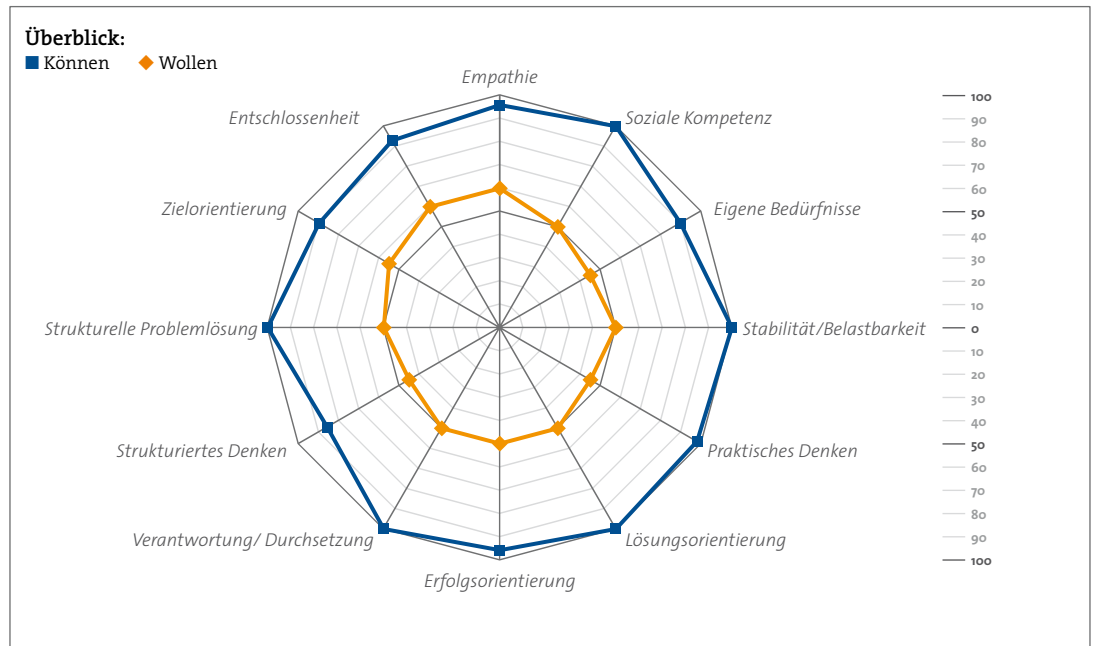 Überblick:
Können Wollen
Empathie
Entschlossenheit
Soziale Kompetenz
Zielorientierung
Eigene Bedürfnisse
Strukturelle Problemlösung
Stabilität/Belastbarkeit
Strukturiertes Denken
Praktisches Denken
Verantwortung/ Durchsetzung
Lösungsorientierung
Erfolgsorientierung
100
90
80
70
60
50
40
30
20
10
0
10
20
30
40
50
60
70
80
90
100